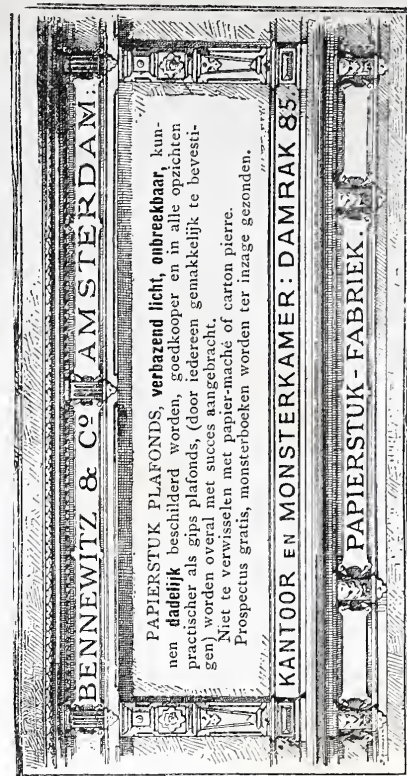 BENNEWITZ & Co. AMSTERDAM.
PAPIERSTUK PLAFONDS, verbazend licht, onbreekbaar, kun-
nen dadelijk beschilderd worden, goedkooper en in alle opzichten
practischer als gips plafonds, (door iedereen gemakkelijk te bevesti-
gen) worden overal met succes aangebracht.
Niet te verwisselen met papier-maché of carton pierre.
Prospectus gratis, monsterboeken worden ter inzage gezonden.
KANTOOR EN MONSTERKAMER: DAMRAK 85.
PAPIERSTUK-FABRIEK.